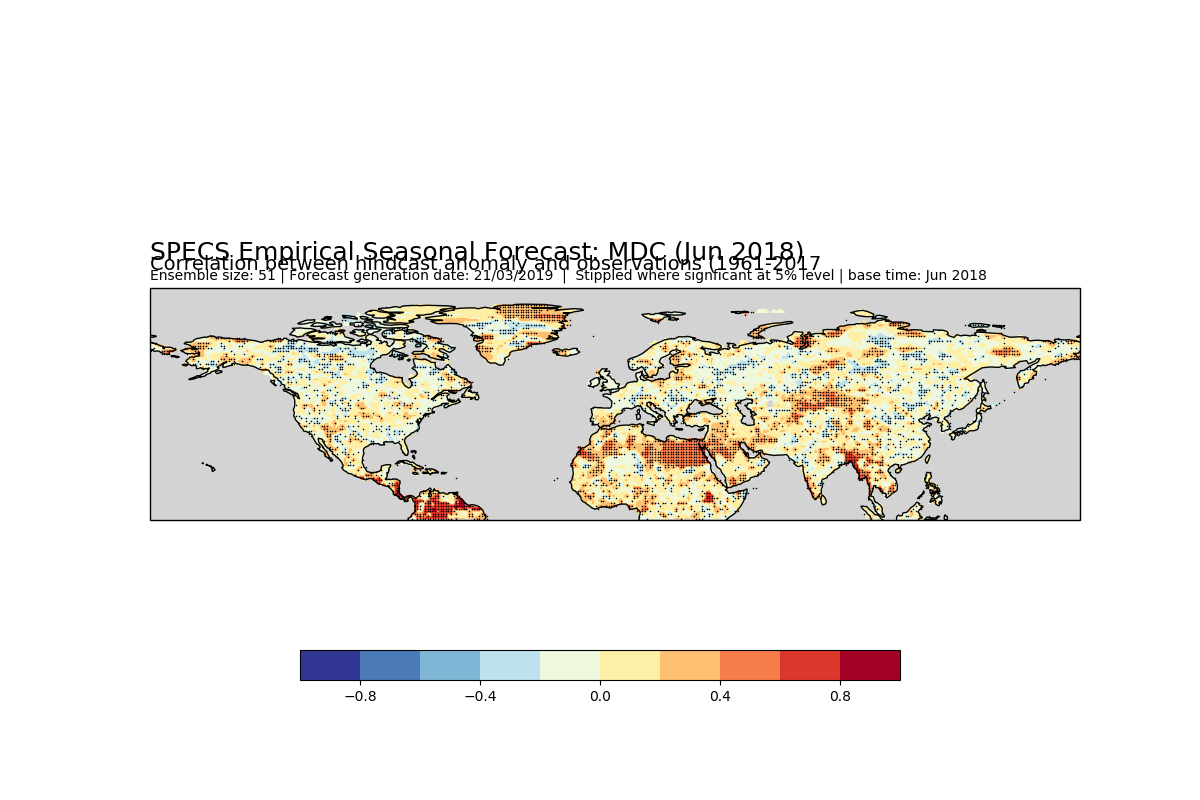 SPECS Empirical Seasonal Forecast: MDC (Jun 2018)
Correlation between hindcast anomaly and observations (1961-2017
Ensemble size: 51 | Forecast generation date: 21/03/2019  |  Stippled where signficant at 5% level | base time: Jun 2018
−0.8 −0.4 0.0 0.4 0.8